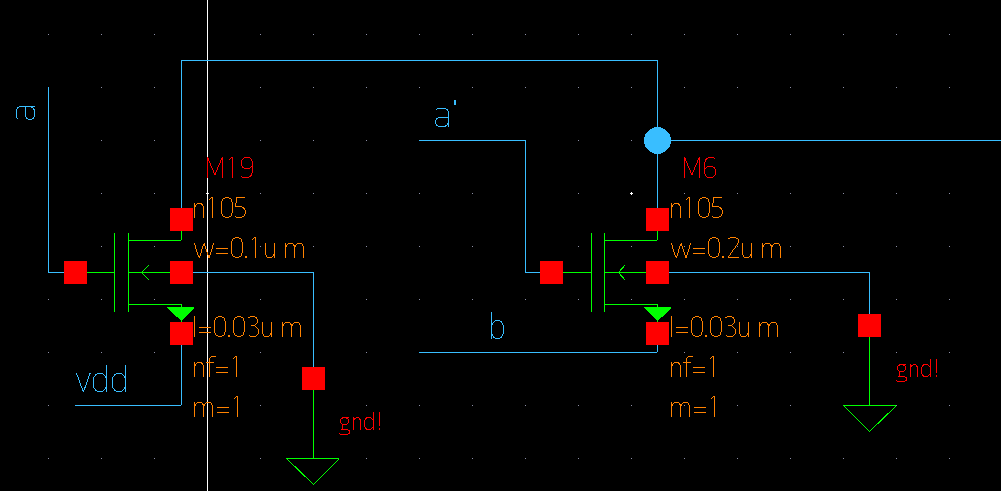 a
M19
n105
w=0.1u m
l=0.03u m
nf=1
m=1
vdd
gnd!
a'
M6
n105
w=0.2u m
l=0.03u m
nf=1
m=1
b
gnd!